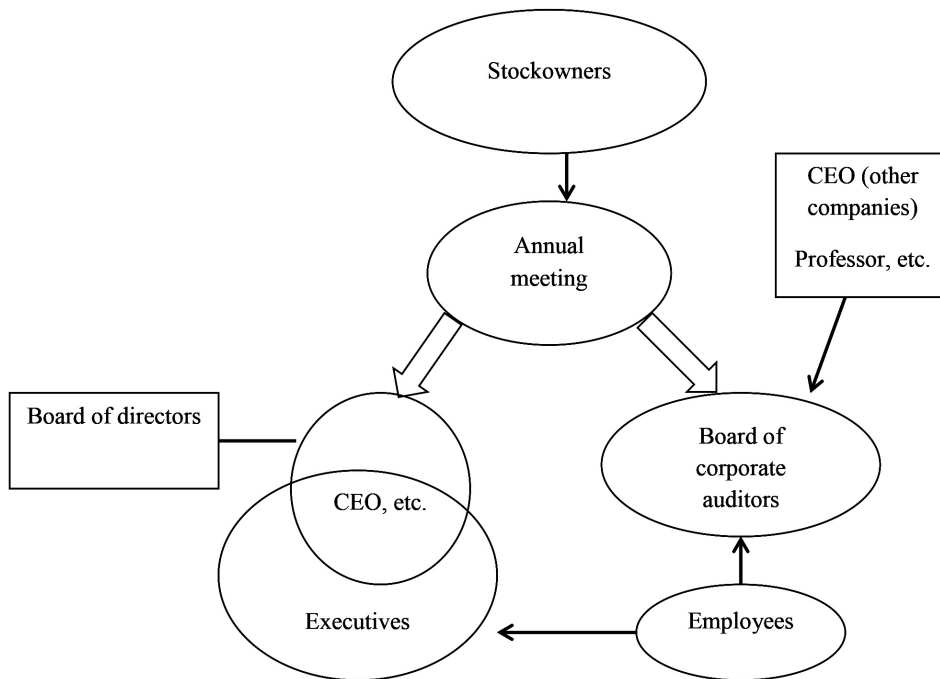 Stockowners
CEO (other
companies)
Professor, etc.
Annual
meeting
Board of directors
Board of
corporate
auditors
CEO, etc.
Executives
Employees